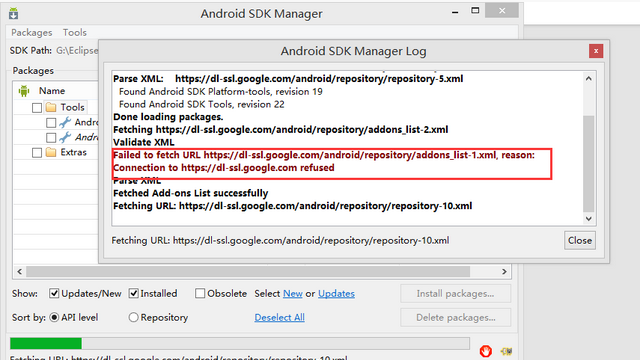 Android SDK Manager
Packages Tools
SDK Path: G:\Eclipse
Packages
Name
Tools
Andro
Andro
Extras
Android SDK Manager Log
Parse XML: https://dl-ssl.google.com/android/repository/repository-5.xml
Found Android SDK Platform-tools, revision 19
Found Android SDK Tools, revision 22
Done loading packages.
Fetching https://dl-ssl.google.com/android/repository/addons_list-2.xml
Validate XML
Failed to fetch URL https://dl-ssl.google.com/android/repository/addons_list-1.xml, reason:
Connection to https://dl-ssl.google.com refused
Parse XML
Fetched Add-ons List successfully
Fetching URL: https://dl-ssl.google.com/android/repository/repository-10.xml
Fetching URL: https://dl-ssl.google.com/android/repository/repository-10.xml
Close
Show: Updates/New Installed Obsolete Select New or Updates Install packages...
Sort by: API level Repository Deselect All Delete packages...
Fetching URL: https://dl-ssl.google.com/android/repository/repository-10.xml